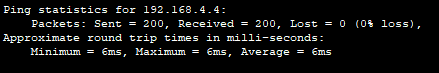 Ping statistics for 192.168.4.4:
    Packets: Sent = 200, Received = 200, Lost = 0 (0% loss),
Approximate round trip times in milli-seconds:
    Minimum = 6ms, Maximum = 6ms, Average = 6ms